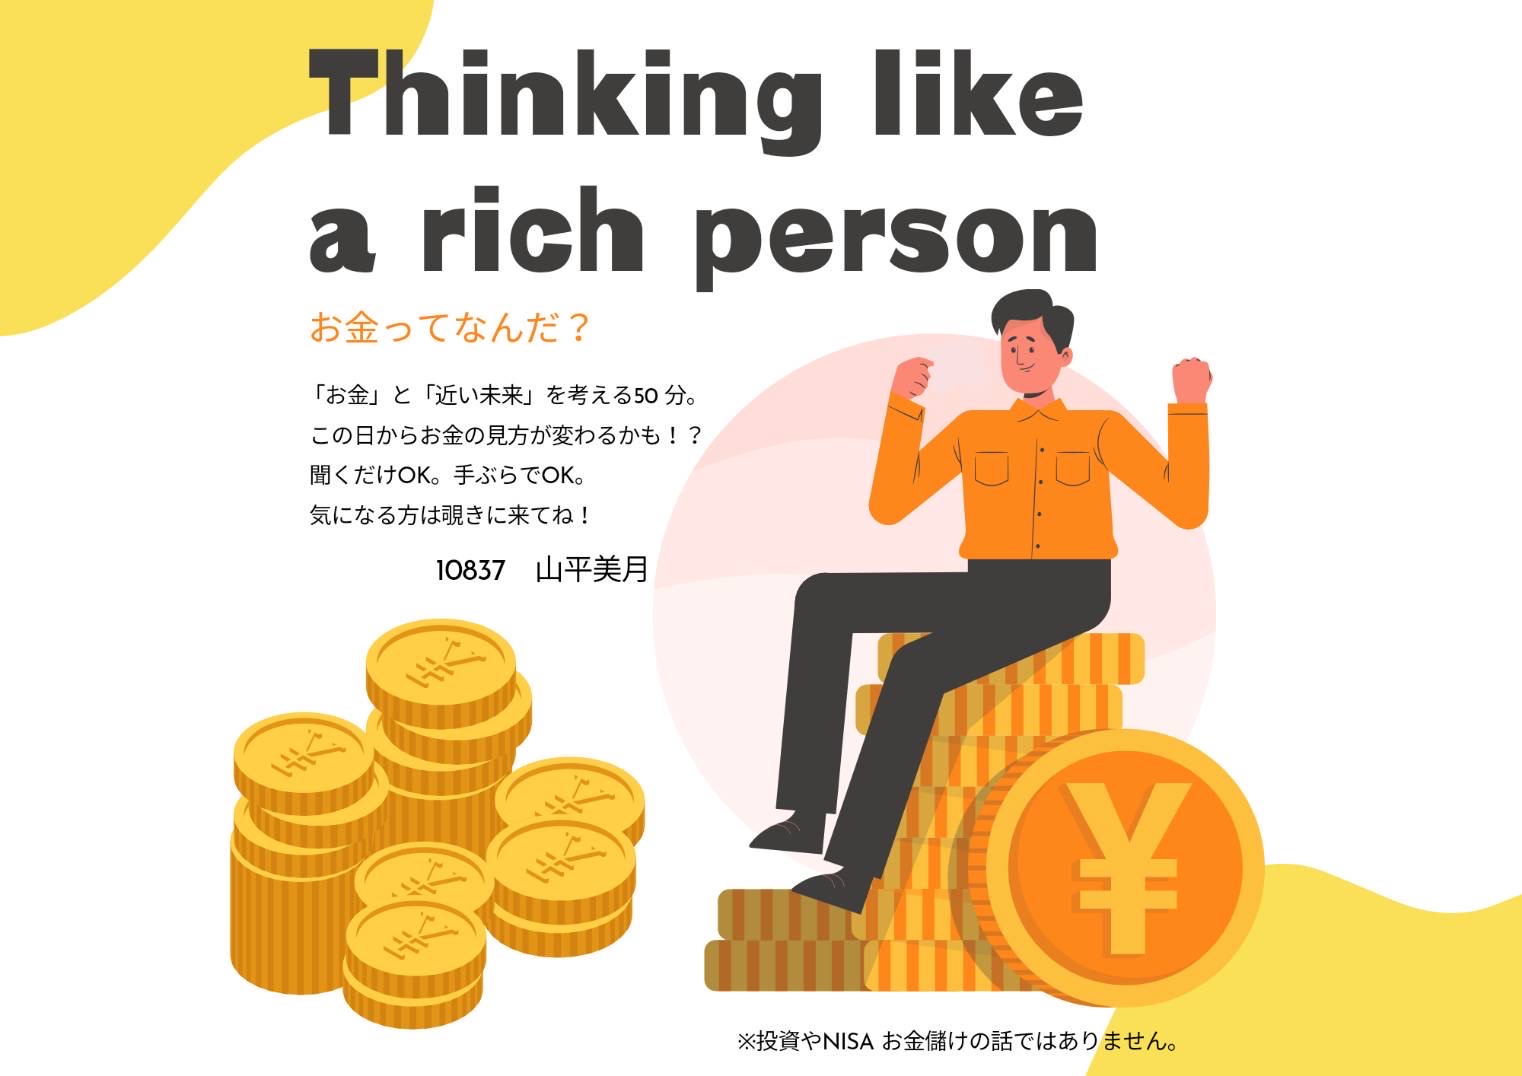 Thinking like
a rich person
お金ってなんだ？
「お金」と「近い未来」を考える50 分。
この日からお金の見方が変わるかも！？
聞くだけOK。手ぶらでOK。
気になる方は覗きに来てね！
10837　山平美月
¥
※投資やNISA お金儲けの話ではありません。